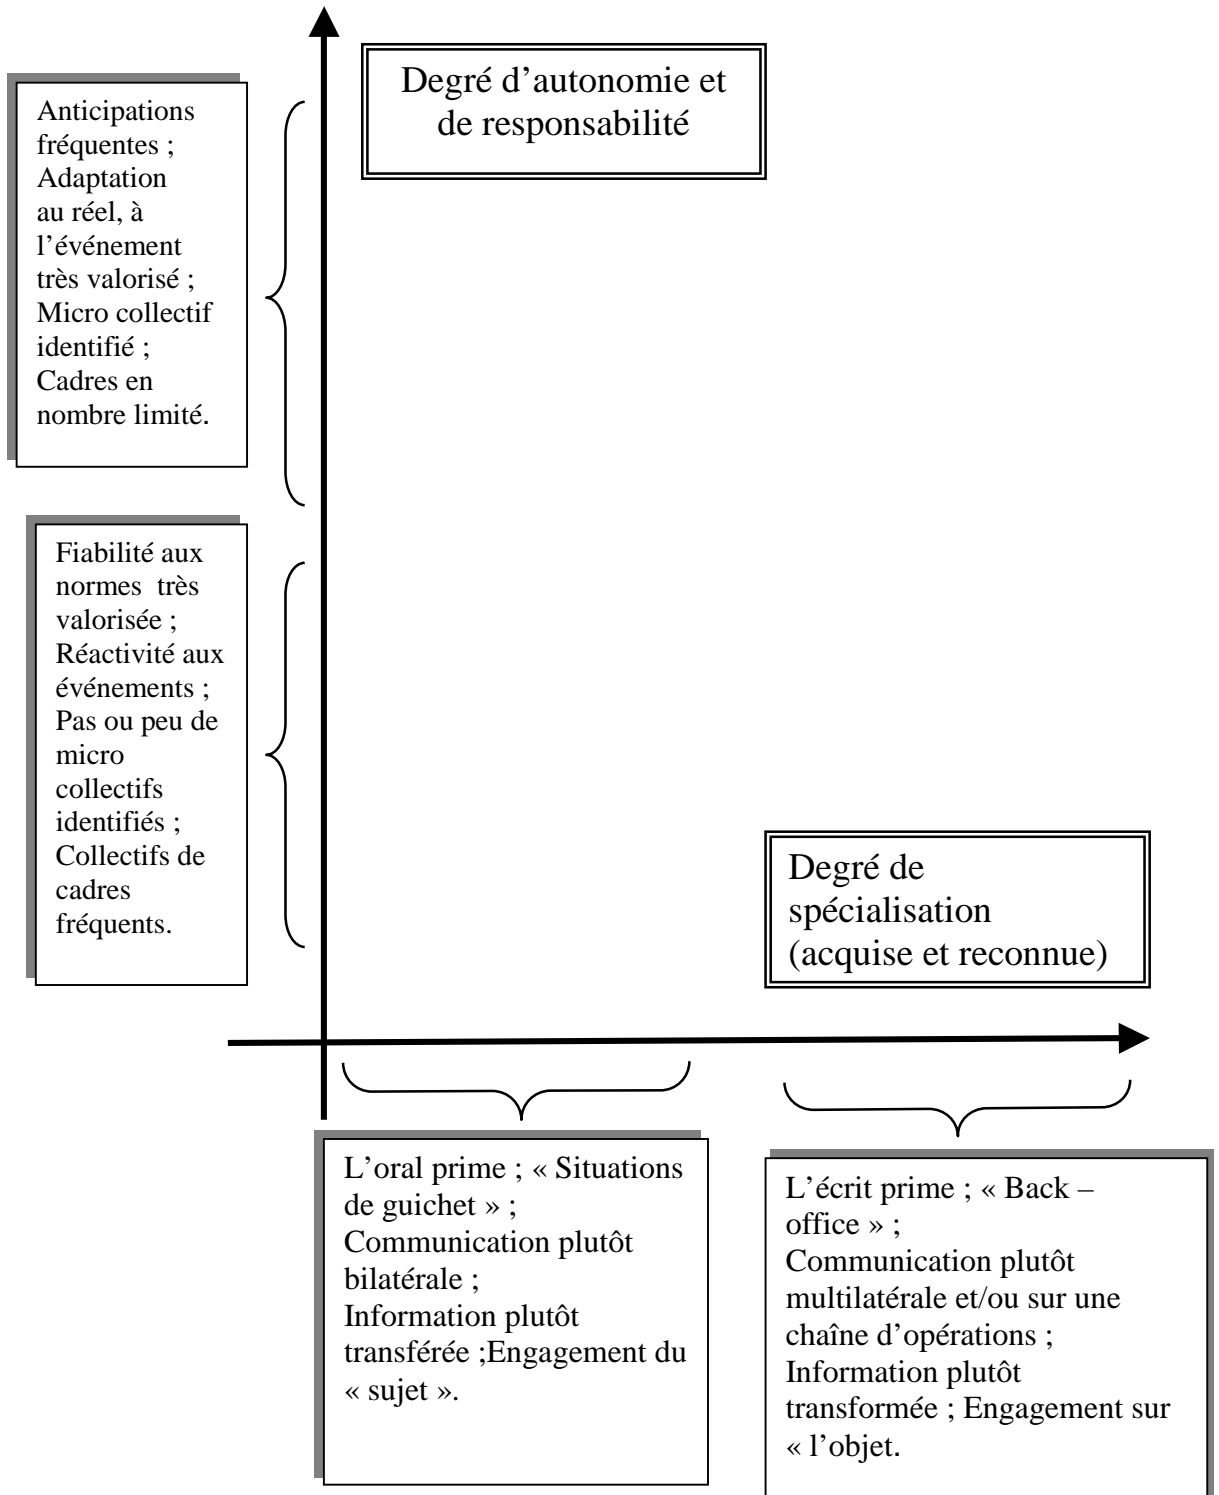 Degré d’autonomie et
de responsabilité
Anticipations
fréquentes ;
Adaptation
au réel, à
l’événement
très valorisé ;
Micro collectif
identifié ;
Cadres en
nombre limité.
Fiabilité aux
normes  très
valorisée ;
Réactivité aux
événements ;
Pas ou peu de
micro
collectifs
identifiés ;
Collectifs de
cadres
fréquents.
Degré de
spécialisation
(acquise et reconnue)
L’oral prime ; « Situations
de guichet » ;
Communication plutôt
bilatérale ;
Information plutôt
transférée ;Engagement du
« sujet ».
L’écrit prime ; « Back –
office » ;
Communication plutôt
multilatérale et/ou sur une
chaîne d’opérations ;
Information plutôt
transformée ; Engagement sur
« l’objet.